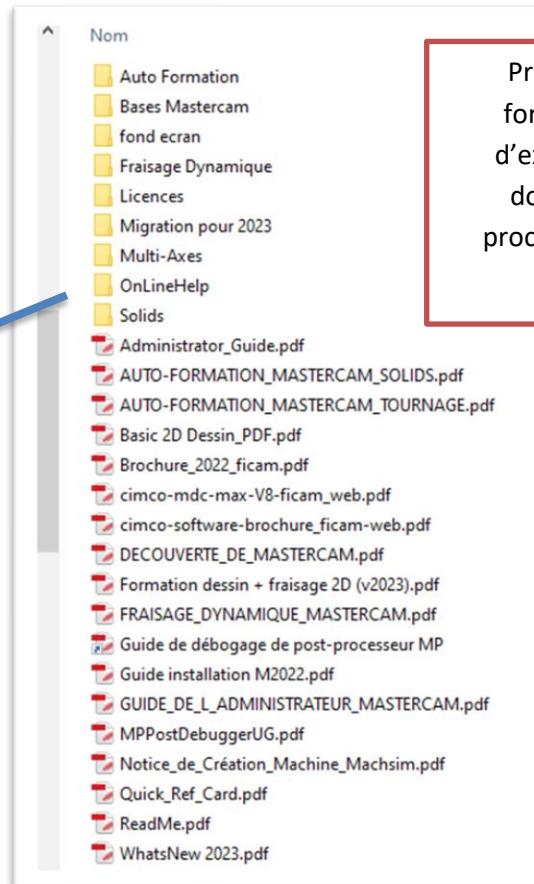 Nom
Auto Formation
Bases Mastercam
fond ecran
Fraisage Dynamique
Licences
Migration pour 2023
Multi-Axes
OnLineHelp
Solids
Administrator_Guide.pdf
AUTO-FORMATION_MASTERCAM_SOLIDS.pdf
AUTO-FORMATION_MASTERCAM_TOURNAGE.pdf
Basic 2D Dessin_PDF.pdf
Brochure_2022_ficam.pdf
cimco-mdc-max-V8-ficam_web.pdf
cimco-software-brochure_ficam-web.pdf
DECOUVERTE_DE_MASTERCAM.pdf
Formation dessin + fraisage 2D (v2023).pdf
FRAISAGE_DYNAMIQUE_MASTERCAM.pdf
Guide de débogage de post-processeur MP
Guide installation M2022.pdf
GUIDE_DE_L_ADMINISTRATEUR_MASTERCAM.pdf
MPPostDebuggerUG.pdf
Notice_de_Création_Machine_Machsim.pdf
Quick_Ref_Card.pdf
ReadMe.pdf
WhatsNew 2023.pdf